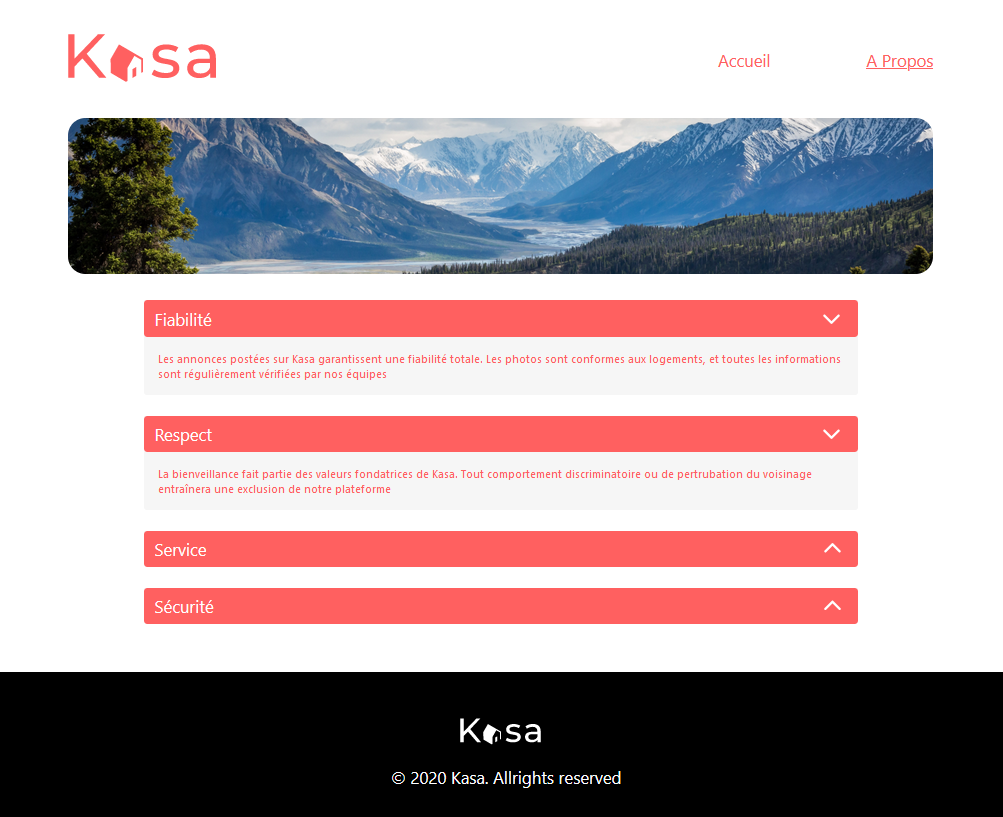 Kasa
Accueil
A Propos
Fiabilité
Les annonces postées sur Kasa garantissent une fiabilité totale. Les photos sont conformes aux logements, et toutes les informations
sont régulièrement vérifiées par nos équipes
Respect
La bienveillance fait partie des valeurs fondatrices de Kasa. Tout comportement discriminatoire ou de pertrubation du voisinage
entraînera une exclusion de notre plateforme
Service
Sécurité
Kasa
© 2020 Kasa. Allrights reserved